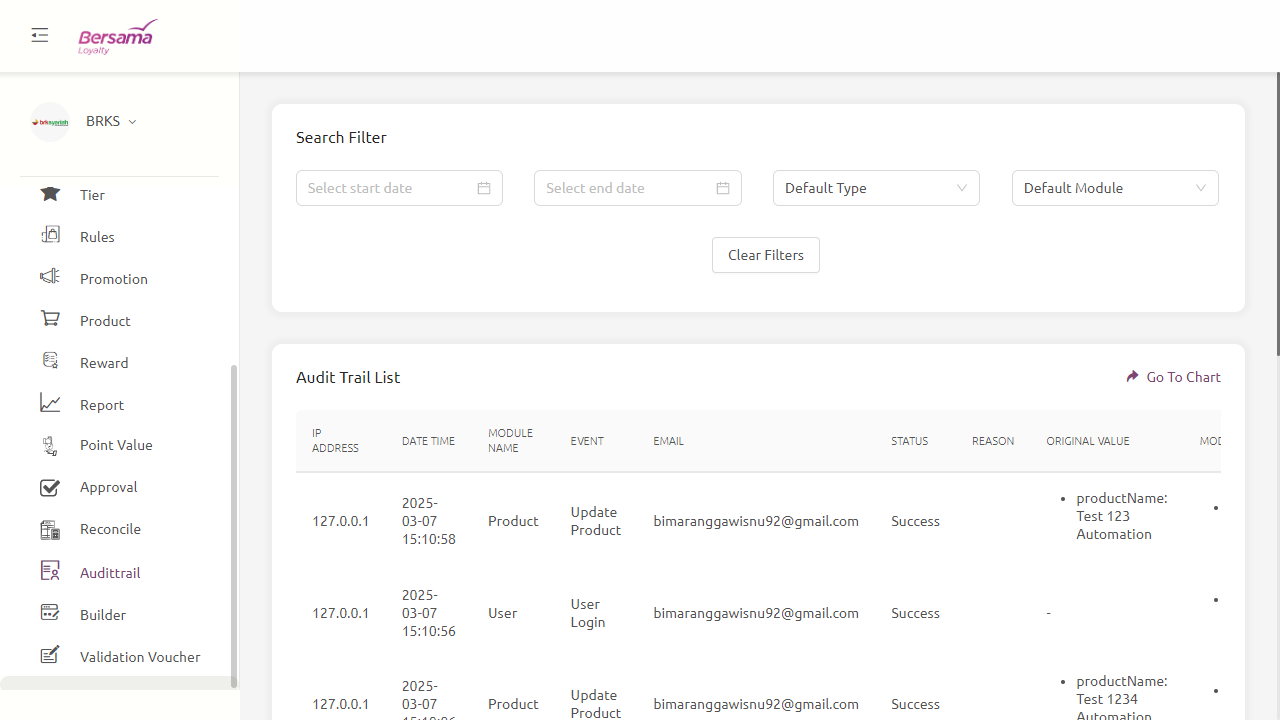 Bersama
Loyalty
brksyariah
BRKS
Tier
Rules
Promotion
Product
Reward
Report
Point Value
Approval
Reconcile
Audittrail
Builder
Validation Voucher
Search Filter
Select start date
Select end date
Default Type
Default Module
Clear Filters
Audit Trail List
Go To Chart
IP ADDRESS
DATE TIME
MODULE NAME
EVENT
EMAIL
STATUS
REASON
ORIGINAL VALUE
127.0.0.1
2025-03-07 15:10:58
Product
Update Product
bimaranggawisnu92@gmail.com
Success
productName: Test 123 Automation
127.0.0.1
2025-03-07 15:10:56
User
User Login
bimaranggawisnu92@gmail.com
Success
-
127.0.0.1
2025-03-07
Product
Update Product
bimaranggawisnu92@gmail.com
Success
productName: Test 1234 Automation